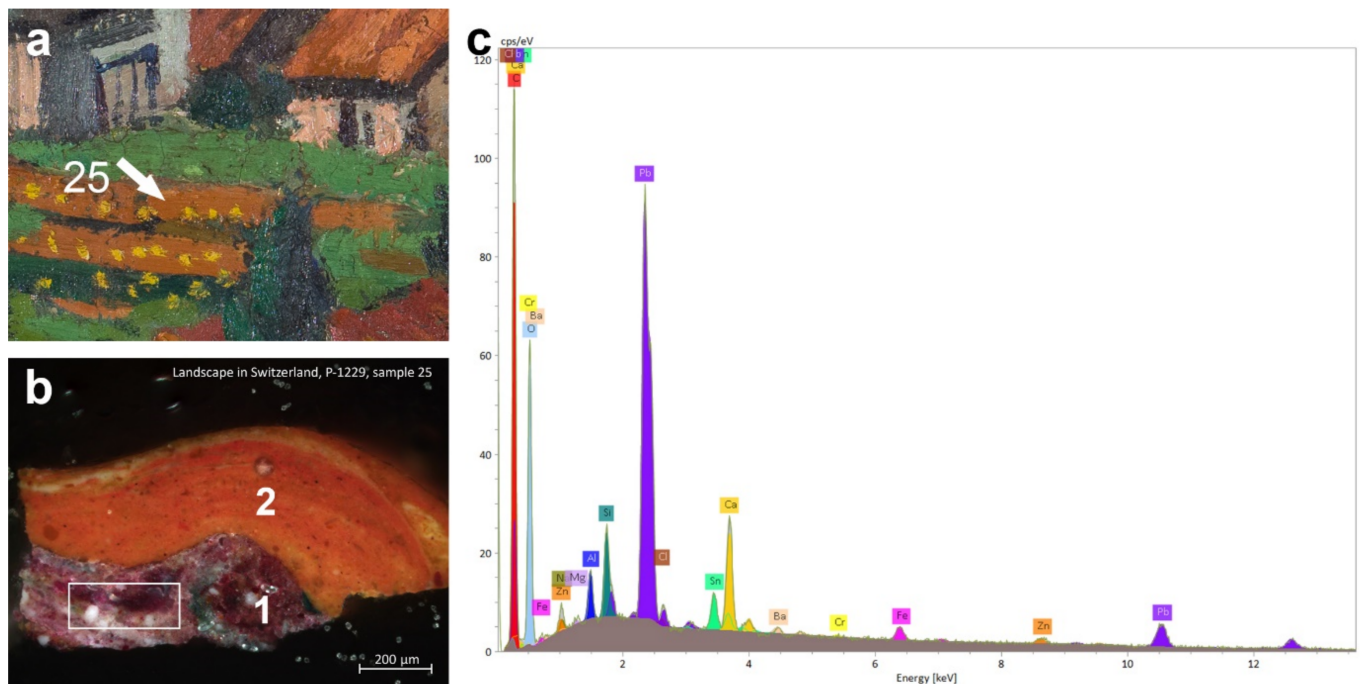 a
25
b
Landscape in Switzerland, P-1229, sample 25
2
1
200 µm
c
cps/eV
Cl
Ca
C
120
100
80
60
40
20
0
Cr
Ba
O
Fe
Zn
Mg
Al
Si
Pb
Cl
Sn
Ca
Ba
Cr
Fe
Zn
Pb
2
4
6
8
10
12
Energy [keV]